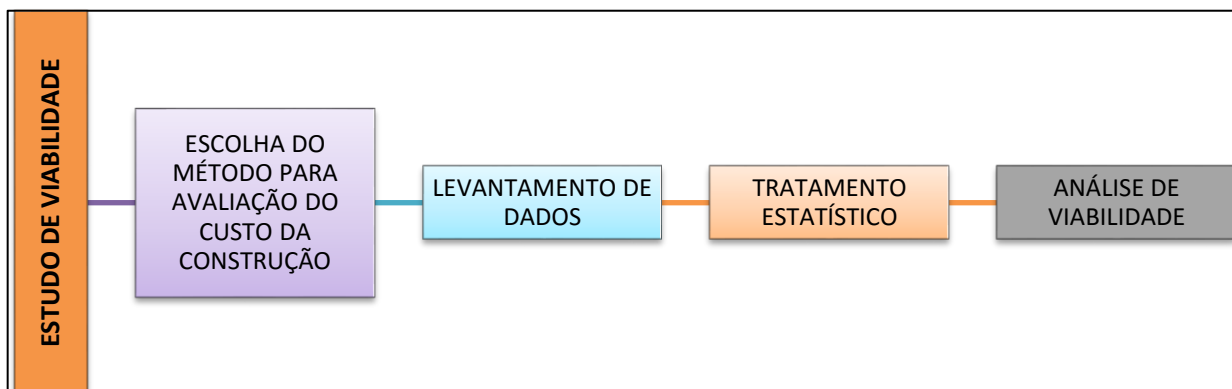 ESTUDO DE VIABILIDADE
ESCOLHA DO
MÉTODO PARA
AVALIAÇÃO DO
CUSTO DA
CONSTRUÇÃO
LEVANTAMENTO DE
DADOS
TRATAMENTO
ESTATÍSTICO
ANÁLISE DE
VIABILIDADE